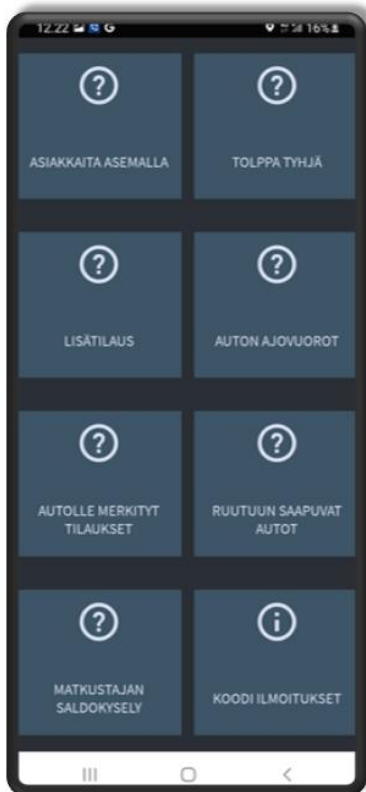 12.22 G 16%
ASIAKKAITA ASEMALLA
TOLPPA TYHJÄ
LISÄTILAUS
AUTON AJOVUOROT
AUTOLLE MERKITYT
TILAUKSET
RUUTUUN SAAPUVAT
AUTOT
MATKUSTAJAN
SALDOKYSELY
KOODI ILMOITUKSET